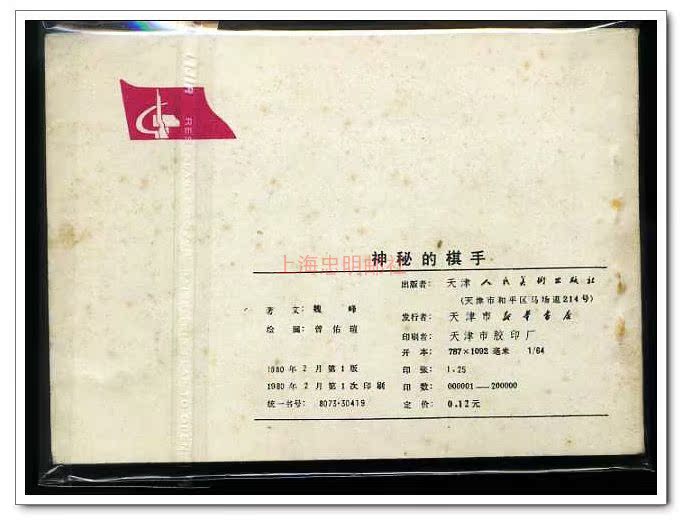 神秘的棋手
上海忠明邮社
出版者: 天津人民美术出版社
(天津市和平区马场道214号)
著 文: 魏 峰
发行者: 天津市新华书店
绘 画: 曾佑瑄
印刷者: 天津市胶印厂
开 本: 787×1092 毫米 1/64
1980年2月第1版
印 张: 1.25
1980年2月第1次印刷
印 数: 000001—200000
统一书号: 8073·30419
定 价: 0.12元